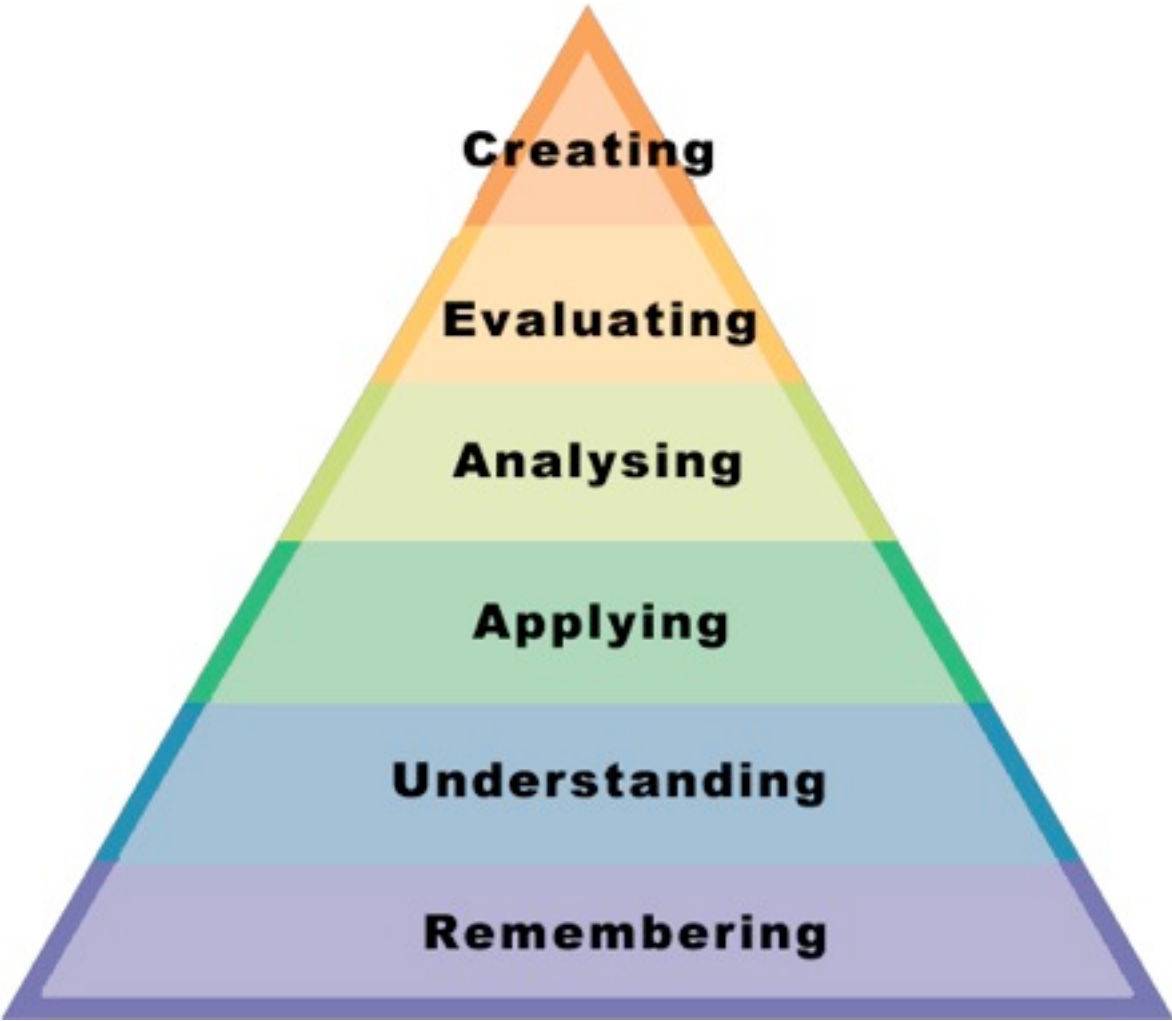 Creating
Evaluating
Analysing
Applying
Understanding
Remembering